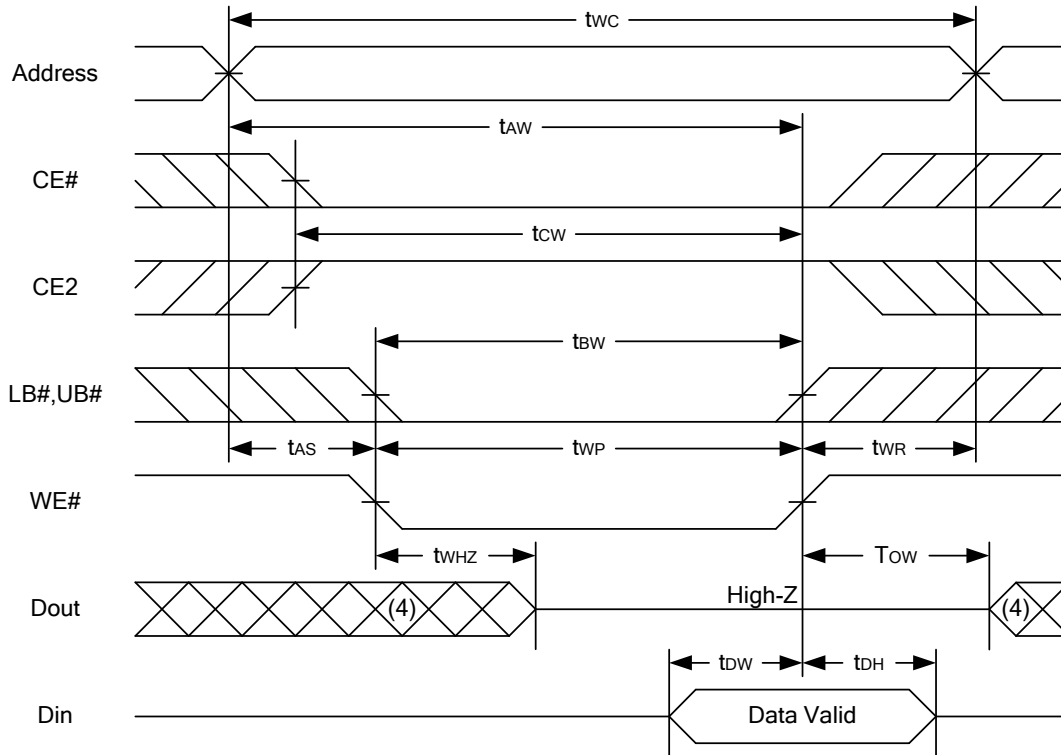 tWC
Address
tAW
CE#
tCW
CE2
tBW
LB#,UB#
tAS tWP tWR
WE#
tWHZ TOW
Dout (4) High-Z (4)
tDW tDH
Din Data Valid